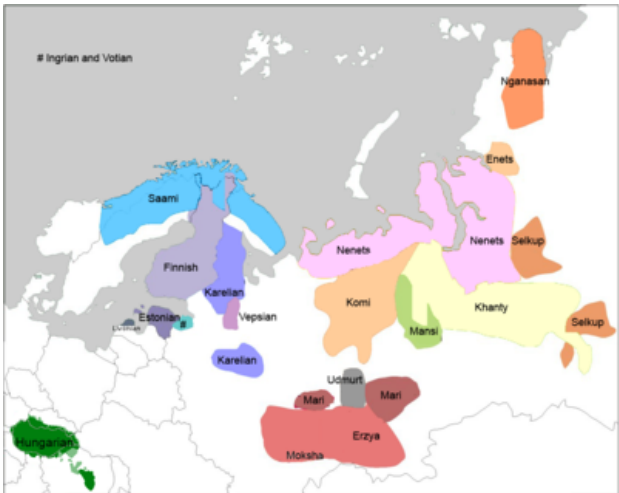 # Ingrian and Votian
Nganasan
Enets
Saami
Nenets
Nenets
Selkup
Finnish
Karelian
Komi
Khanty
Estonian
#
Vepsian
Mansi
Selkup
Karelian
Udmurt
Mari
Mari
Hungarian
Erzya
Moksha